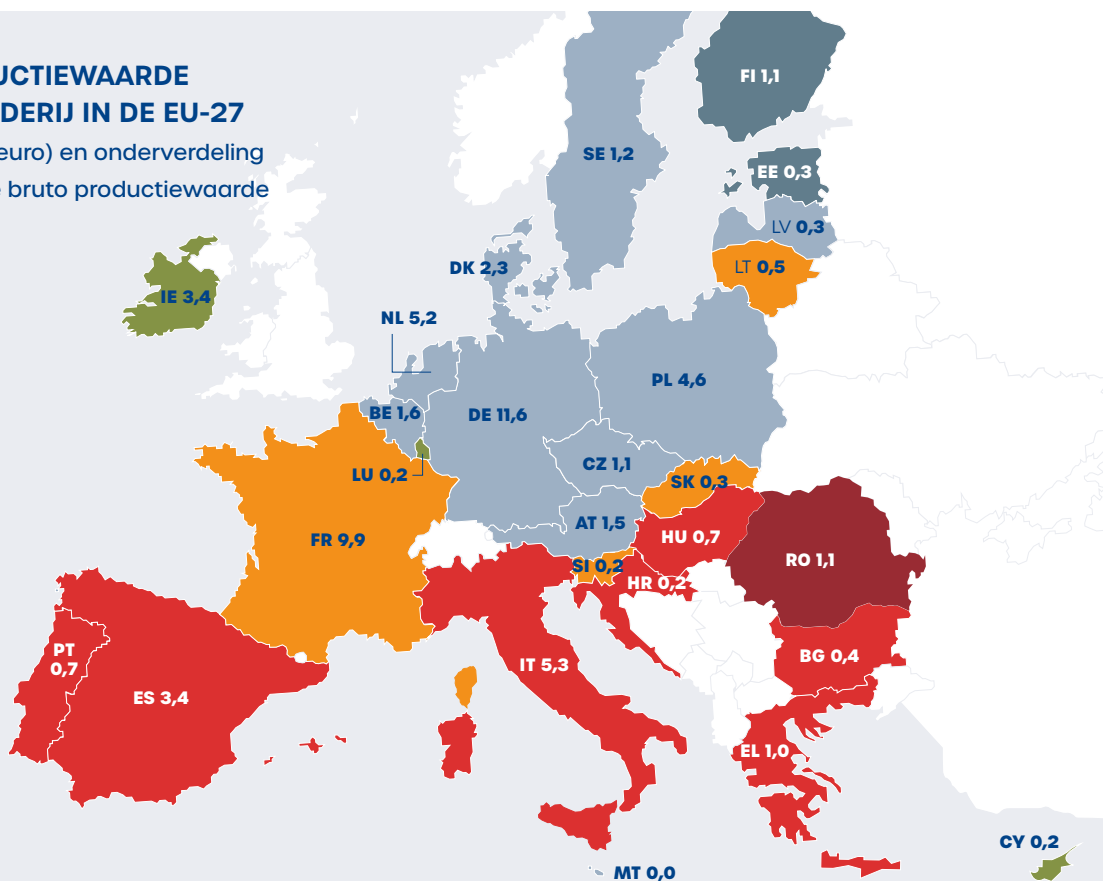 UCTIEWAARDE
DERIJ IN DE EU-27
euro) en onderverdeling
bruto productiewaarde
FI 1,1
SE 1,2
EE 0,3
LV 0,3
DK 2,3
LT 0,5
IE 3,4
NL 5,2
PL 4,6
BE 1,6
DE 11,6
CZ 1,1
LU 0,2
SK 0,3
AT 1,5
FR 9,9
HU 0,7
RO 1,1
SI 0,2
HR 0,2
PT
0,7
BG 0,4
IT 5,3
ES 3,4
EL 1,0
CY 0,2
MT 0,0